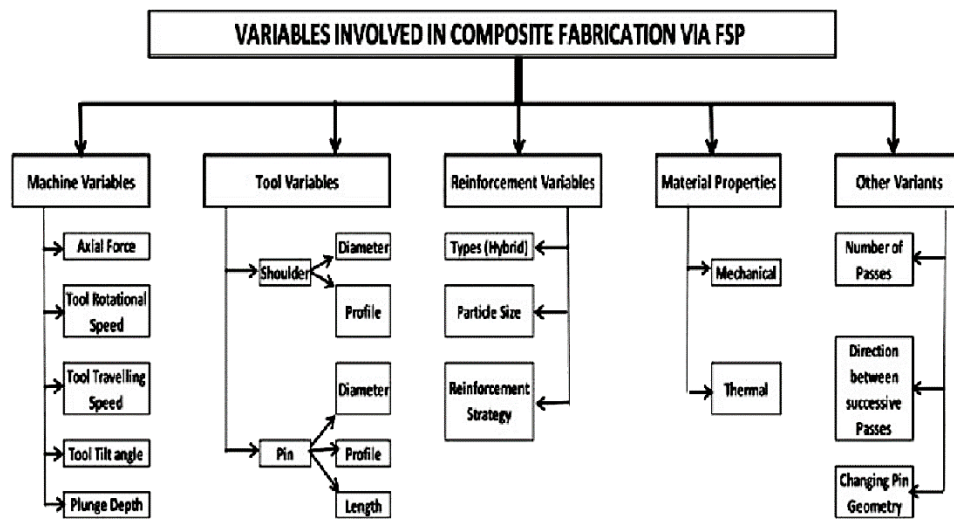 VARIABLES INVOLVED IN COMPOSITE FABRICATION VIA FSP
Machine Variables
Axial Force
Tool Rotational
Speed
Tool Travelling
Speed
Tool Tilt angle
Plunge Depth
Tool Variables
Shoulder
Diameter
Profile
Pin
Diameter
Profile
Length
Reinforcement Variables
Types (Hybrid)
Particle Size
Reinforcement
Strategy
Material Properties
Mechanical
Thermal
Other Variants
Number of
Passes
Direction
between
successive
Passes
Changing Pin
Geometry